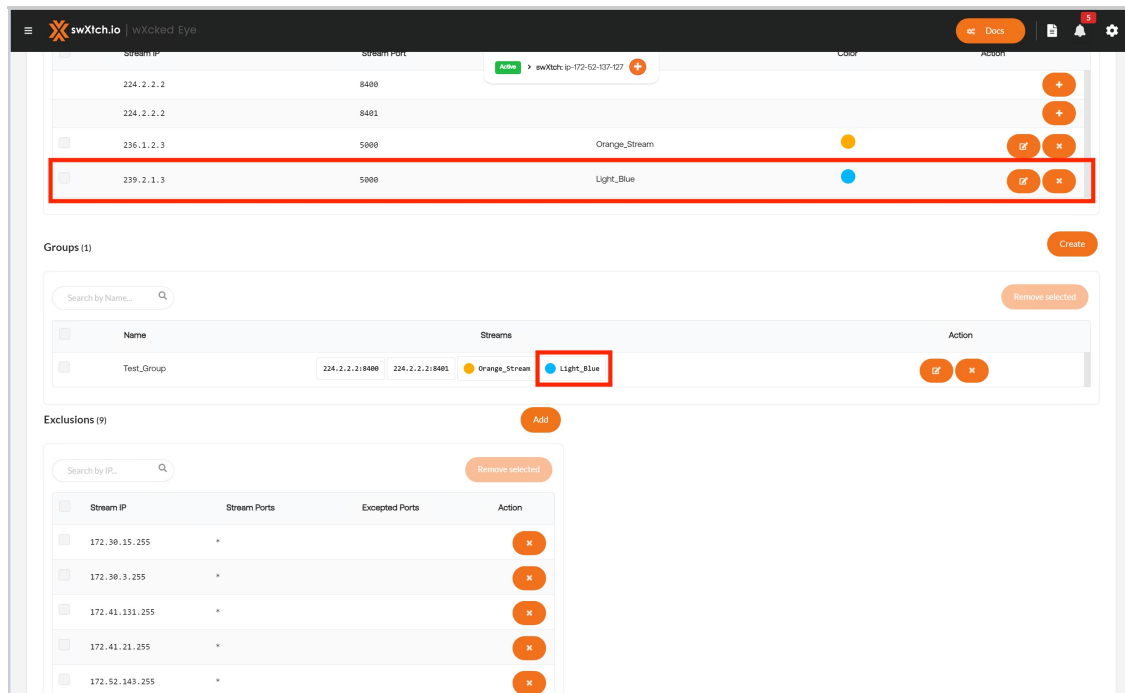 swXtch.io | wXcked Eye Docs 5
Stream IP Stream Port Color Action
Active > swXtch: ip-172-52-137-127
224.2.2.2 8400
224.2.2.2 8401
236.1.2.3 5000 Orange_Stream
239.2.1.3 5000 Light_Blue
Groups (1) Create
Search by Name... Remove selected
Name Streams Action
Test_Group 224.2.2.2:8400 224.2.2.2:8401 Orange_Stream Light_Blue
Exclusions (9) Add
Search by IP... Remove selected
Stream IP Stream Ports Excepted Ports Action
172.30.15.255 *
172.30.3.255 *
172.41.131.255 *
172.41.21.255 *
172.52.143.255 *